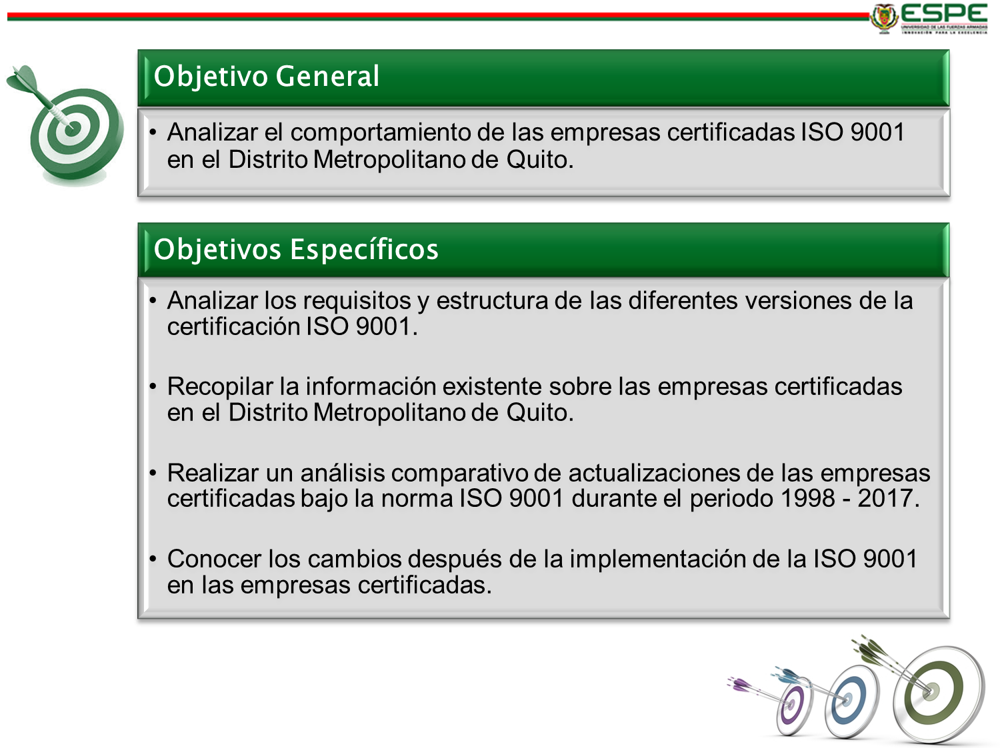 ESPE
UNIVERSIDAD DE LAS FUERZAS ARMADAS
INNOVACIÓN PARA LA EXCELENCIA
Objetivo General
• Analizar el comportamiento de las empresas certificadas ISO 9001
en el Distrito Metropolitano de Quito.
Objetivos Específicos
• Analizar los requisitos y estructura de las diferentes versiones de la
certificación ISO 9001.
• Recopilar la información existente sobre las empresas certificadas
en el Distrito Metropolitano de Quito.
• Realizar un análisis comparativo de actualizaciones de las empresas
certificadas bajo la norma ISO 9001 durante el periodo 1998 - 2017.
• Conocer los cambios después de la implementación de la ISO 9001
en las empresas certificadas.